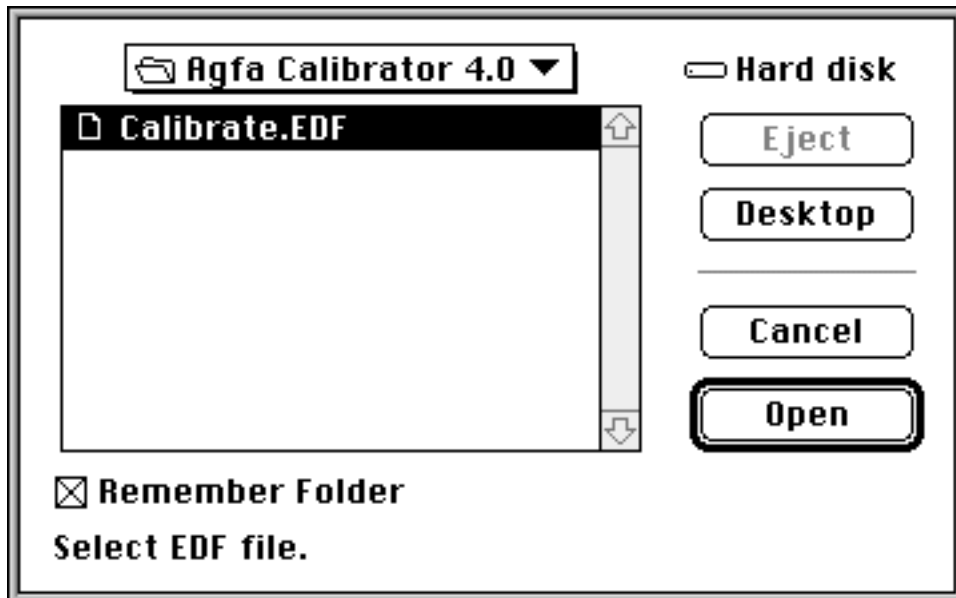 Agfa Calibrator 4.0
Hard disk
Calibrate.EDF
Eject
Desktop
Cancel
Open
Remember Folder
Select EDF file.